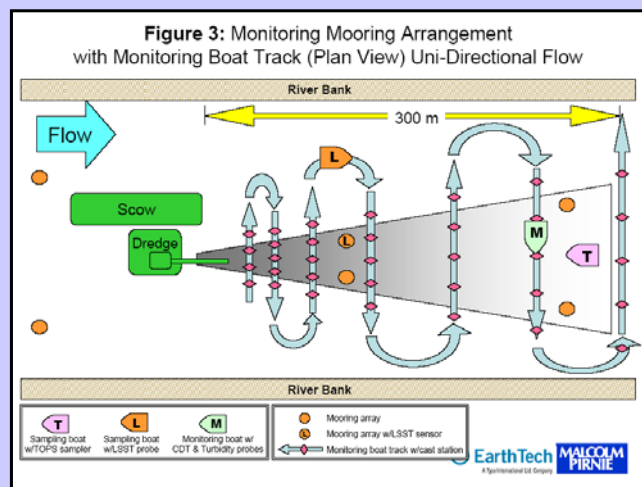 Figure 3: Monitoring Mooring Arrangement
with Monitoring Boat Track (Plan View) Uni-Directional Flow
River Bank
300 m
Flow
L
Scow
Dredge
L
M
T
River Bank
T
Sampling boat
w/TOPS sampler
L
Sampling boat
w/LSST probe
M
Monitoring boat w/
CDT & Turbidity probes
Mooring array
L
Mooring array w/LSST sensor
Monitoring boat track w/cast station
EarthTech
A Tyco International Ltd. Company
MALCOLM
PIRNIE